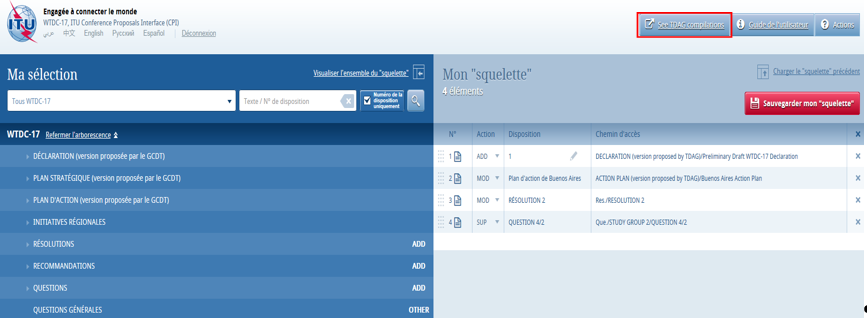 Engagée à connecter le monde
WTDC-17, ITU Conference Proposals Interface (CPI)
عربي 中文 English Русский Español Déconnexion
See TDAG compilations
Guide de l'utilisateur
Actions
Ma sélection
Visualiser l'ensemble du "squelette"
Tous WTDC-17
Texte / N° de disposition
Numéro de la
disposition
uniquement
WTDC-17 Refermer l'arborescence
DÉCLARATION (version proposée par le GCDT)
PLAN STRATÉGIQUE (version proposée par le GCDT)
PLAN D'ACTION (version proposée par le GCDT)
INITIATIVES RÉGIONALES
RÉSOLUTIONS ADD
RECOMMANDATIONS ADD
QUESTIONS ADD
QUESTIONS GÉNÉRALES OTHER
Mon "squelette"
4 éléments
Charger le "squelette" précédent
Sauvegarder mon "squelette"
N° Action Disposition Chemin d'accès X
1 ADD 1 DECLARATION (version proposed by TDAG)/Preliminary Draft WTDC-17 Declaration X
2 MOD Plan d'action de Buenos Aires ACTION PLAN (version proposed by TDAG)/Buenos Aires Action Plan X
3 MOD RÉSOLUTION 2 Res./RESOLUTION 2 X
4 SUP QUESTION 4/2 Que./STUDY GROUP 2/QUESTION 4/2 X